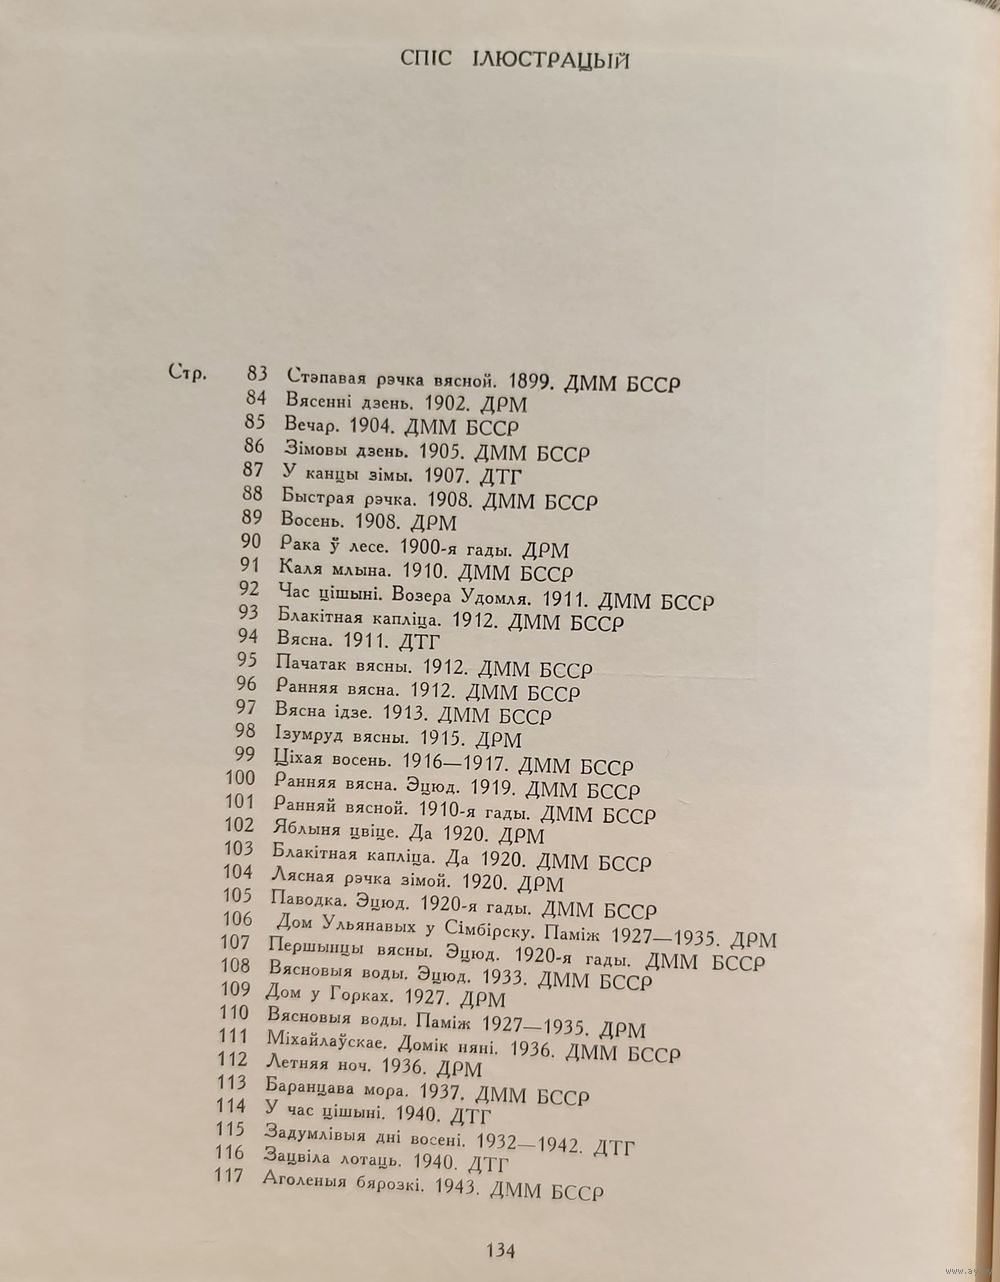 СПІС ІЛЮСТРАЦЫЙ
Стр. 83 Стэпавая рэчка вясной. 1899. ДММ БССР
84 Вясенні дзень. 1902. ДРМ
85 Вечар. 1904. ДММ БССР
86 Зімовы дзень. 1905. ДММ БССР
87 У канцы зімы. 1907. ДТГ
88 Быстрая рэчка. 1908. ДММ БССР
89 Восень. 1908. ДРМ
90 Рака ў лесе. 1900-я гады. ДРМ
91 Каля млына. 1910. ДММ БССР
92 Час цішыні. Возера Удомля. 1911. ДММ БССР
93 Блакітная капліца. 1912. ДММ БССР
94 Вясна. 1911. ДТГ
95 Пачатак вясны. 1912. ДММ БССР
96 Ранняя вясна. 1912. ДММ БССР
97 Вясна ідзе. 1913. ДММ БССР
98 Ізумруд вясны. 1915. ДРМ
99 Ціхая восень. 1916—1917. ДММ БССР
100 Ранняя вясна. Эцюд. 1919. ДММ БССР
101 Ранняй вясной. 1910-я гады. ДММ БССР
102 Яблыня цвіце. Да 1920. ДРМ
103 Блакітная капліца. Да 1920. ДММ БССР
104 Лясная рэчка зімой. 1920. ДРМ
105 Паводка. Эцюд. 1920-я гады. ДММ БССР
106 Дом Ульянавых у Сімбірску. Паміж 1927—1935. ДРМ
107 Першынцы вясны. Эцюд. 1920-я гады. ДММ БССР
108 Вясновыя воды. Эцюд. 1933. ДММ БССР
109 Дом у Горках. 1927. ДРМ
110 Вясновыя воды. Паміж 1927—1935. ДРМ
111 Міхайлаўскае. Домік няні. 1936. ДММ БССР
112 Летняя ноч. 1936. ДРМ
113 Баранцава мора. 1937. ДММ БССР
114 У час цішыні. 1940. ДТГ
115 Задумлівыя дні восені. 1932—1942. ДТГ
116 Зацвіла лотаць. 1940. ДТГ
117 Аголеныя бярозкі. 1943. ДММ БССР
134